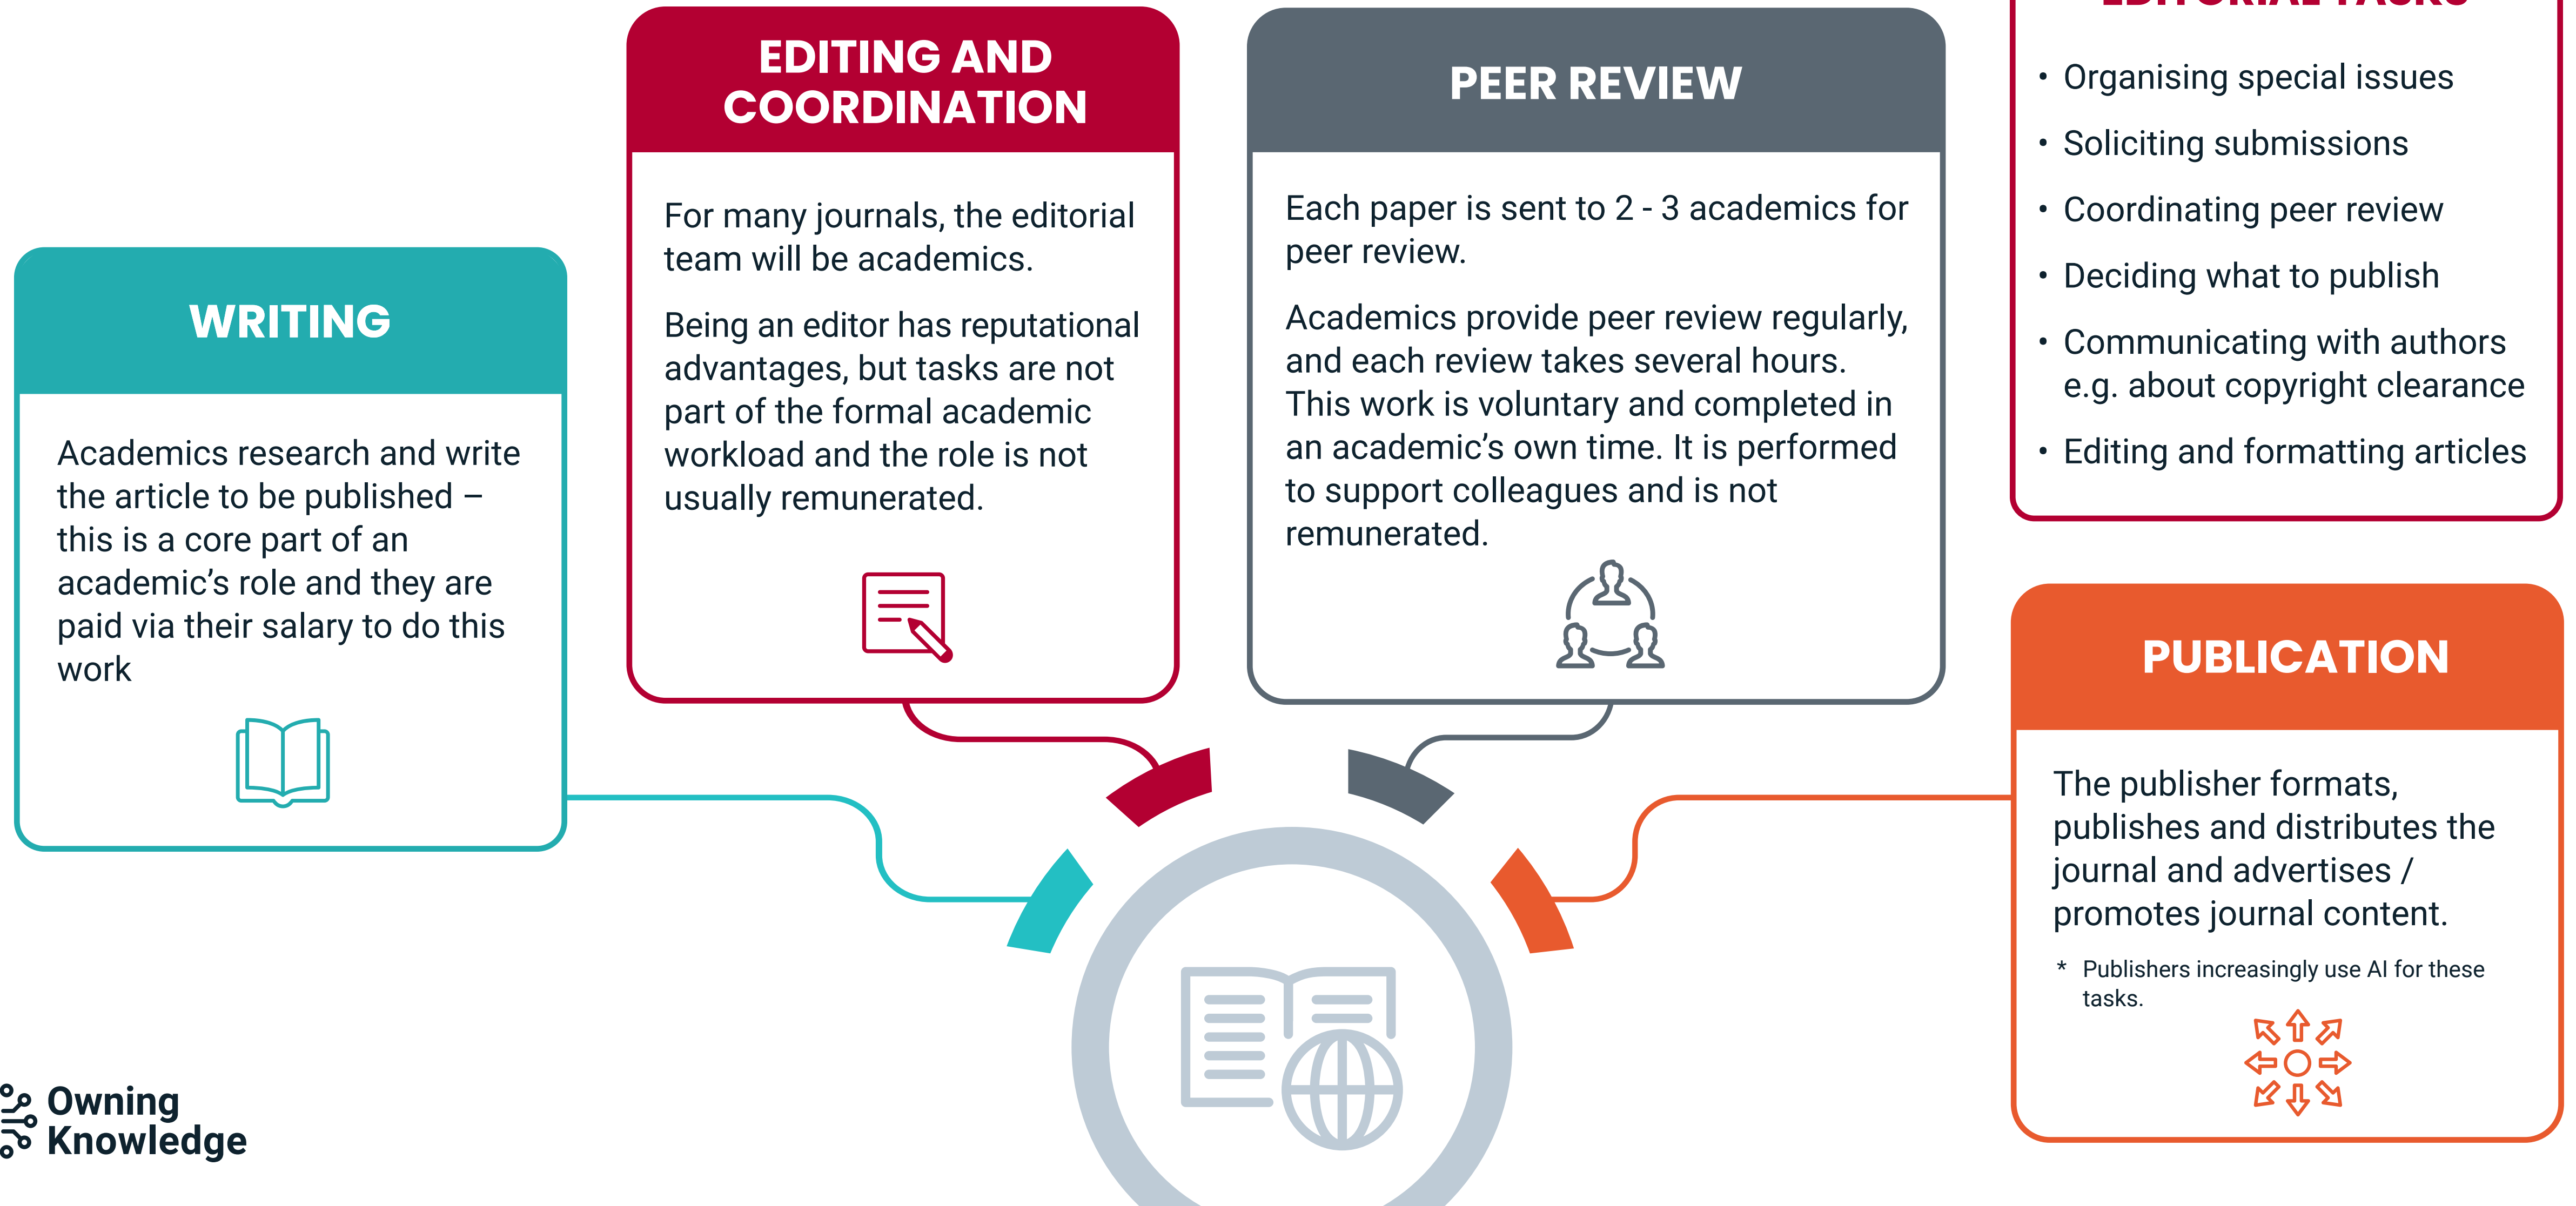 WRITING
Academics research and write
the article to be published –
this is a core part of an
academic’s role and they are
paid via their salary to do this
work
EDITING AND
COORDINATION
For many journals, the editorial
team will be academics.
Being an editor has reputational
advantages, but tasks are not
part of the formal academic
workload and the role is not
usually remunerated.
PEER REVIEW
Each paper is sent to 2 - 3 academics for
peer review.
Academics provide peer review regularly,
and each review takes several hours.
This work is voluntary and completed in
an academic’s own time. It is performed
to support colleagues and is not
remunerated.
EDITORIAL TASKS
• Organising special issues
• Soliciting submissions
• Coordinating peer review
• Deciding what to publish
• Communicating with authors
e.g. about copyright clearance
• Editing and formatting articles
PUBLICATION
The publisher formats,
publishes and distributes the
journal and advertises /
promotes journal content.
* Publishers increasingly use AI for these
tasks.
Owning
Knowledge